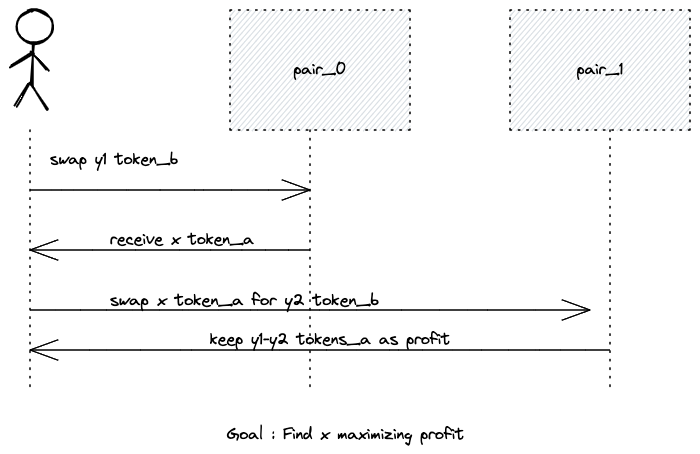 pair_0
pair_1
swap y1 token_b
receive x token_a
swap x token_a for y2 token_b
keep y1-y2 tokens_a as profit
Goal : Find x maximizing profit